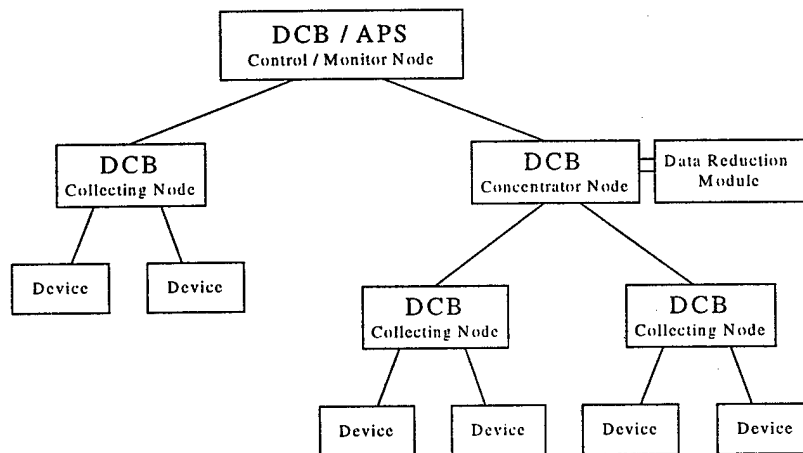 DCB / APS
Control / Monitor Node
DCB
Collecting Node
DCB
Concentrator Node
Data Reduction
Module
Device
Device
DCB
Collecting Node
DCB
Collecting Node
Device
Device
Device
Device